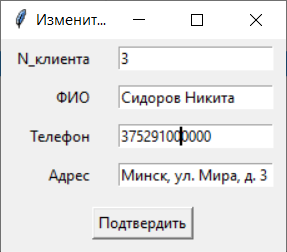 Изменит...
N_клиента 3
ФИО Сидоров Никита
Телефон 375291000000
Адрес Минск, ул. Мира, д. 3
Подтвердить